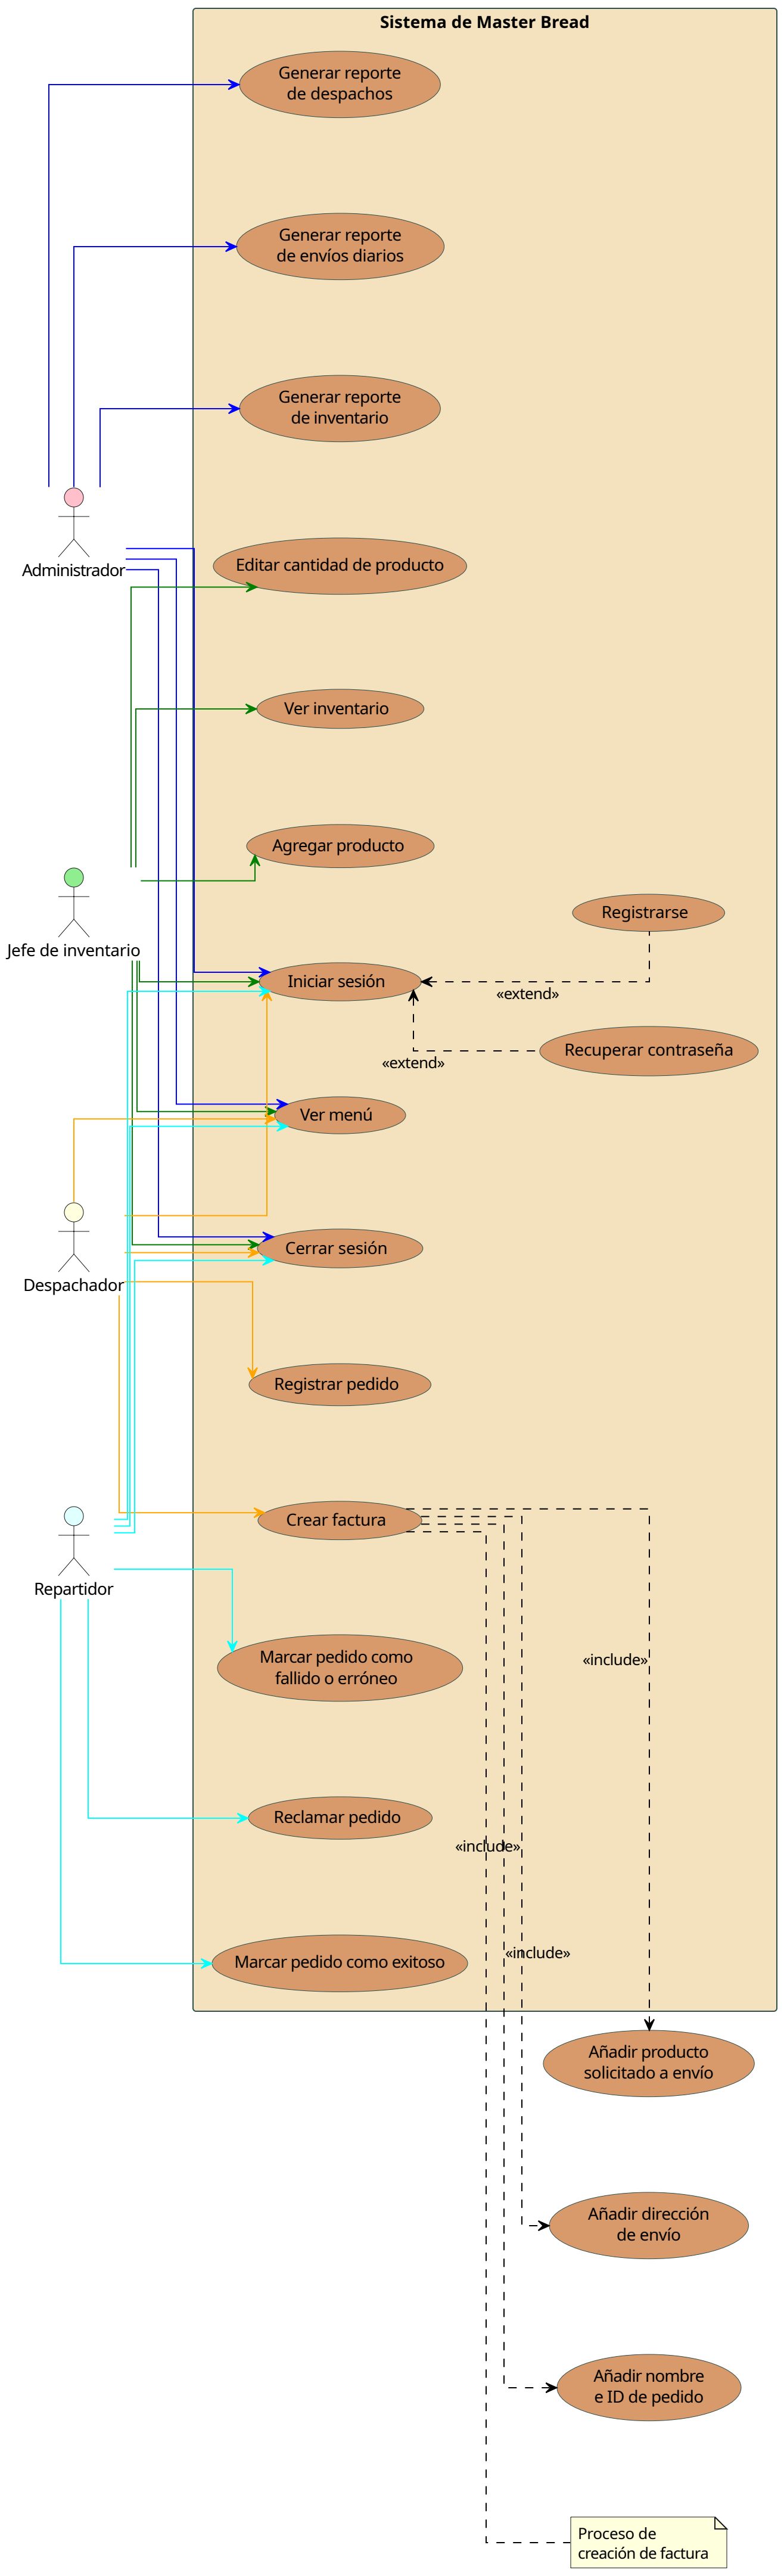 Sistema de Master Bread
Generar reporte
de despachos
Generar reporte
de envíos diarios
Generar reporte
de inventario
Administrador
Editar cantidad de producto
Ver inventario
Agregar producto
Jefe de inventario
Registrarse
Iniciar sesión
«extend»
Recuperar contraseña
«extend»
Ver menú
Despachador
Cerrar sesión
Registrar pedido
Crear factura
Repartidor
Marcar pedido como
fallido o erróneo
«include»
Reclamar pedido
«include»
«include»
Marcar pedido como exitoso
Añadir producto
solicitado a envío
Añadir dirección
de envío
Añadir nombre
e ID de pedido
Proceso de
creación de factura